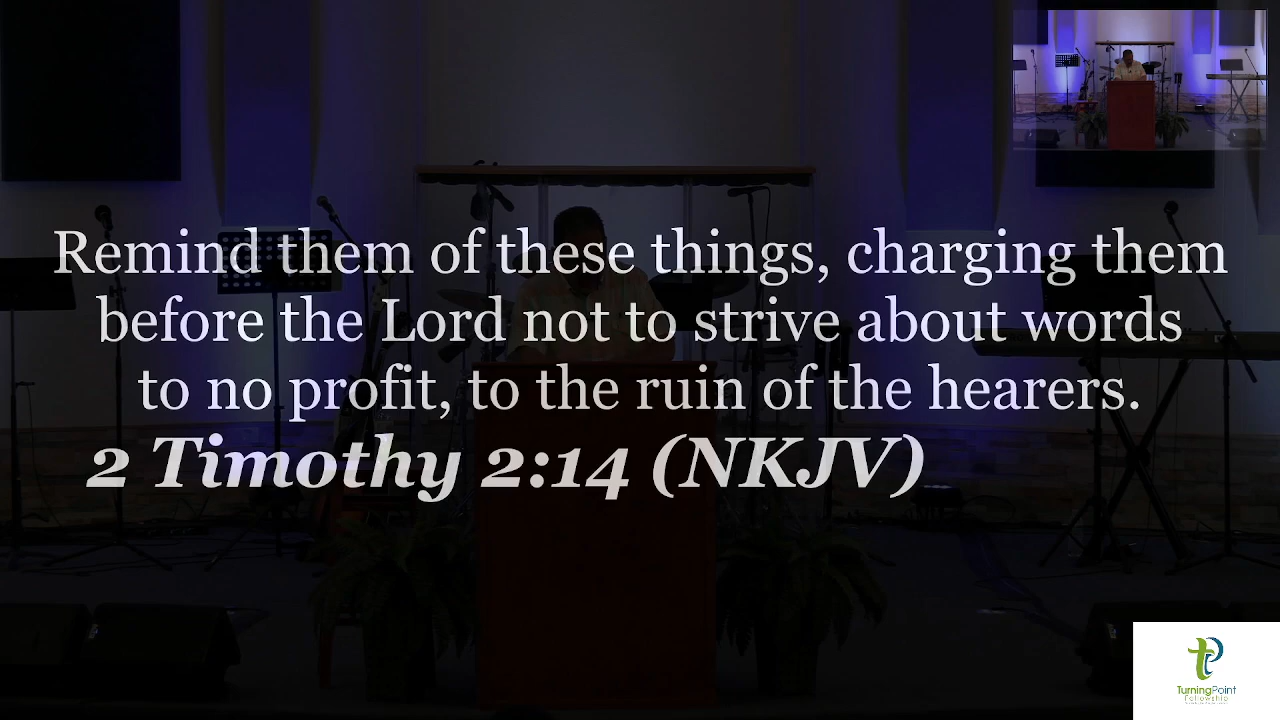 Remind them of these things, charging them
before the Lord not to strive about words
to no profit, to the ruin of the hearers.
2 Timothy 2:14 (NKJV)
TurningPoint
Fellowship